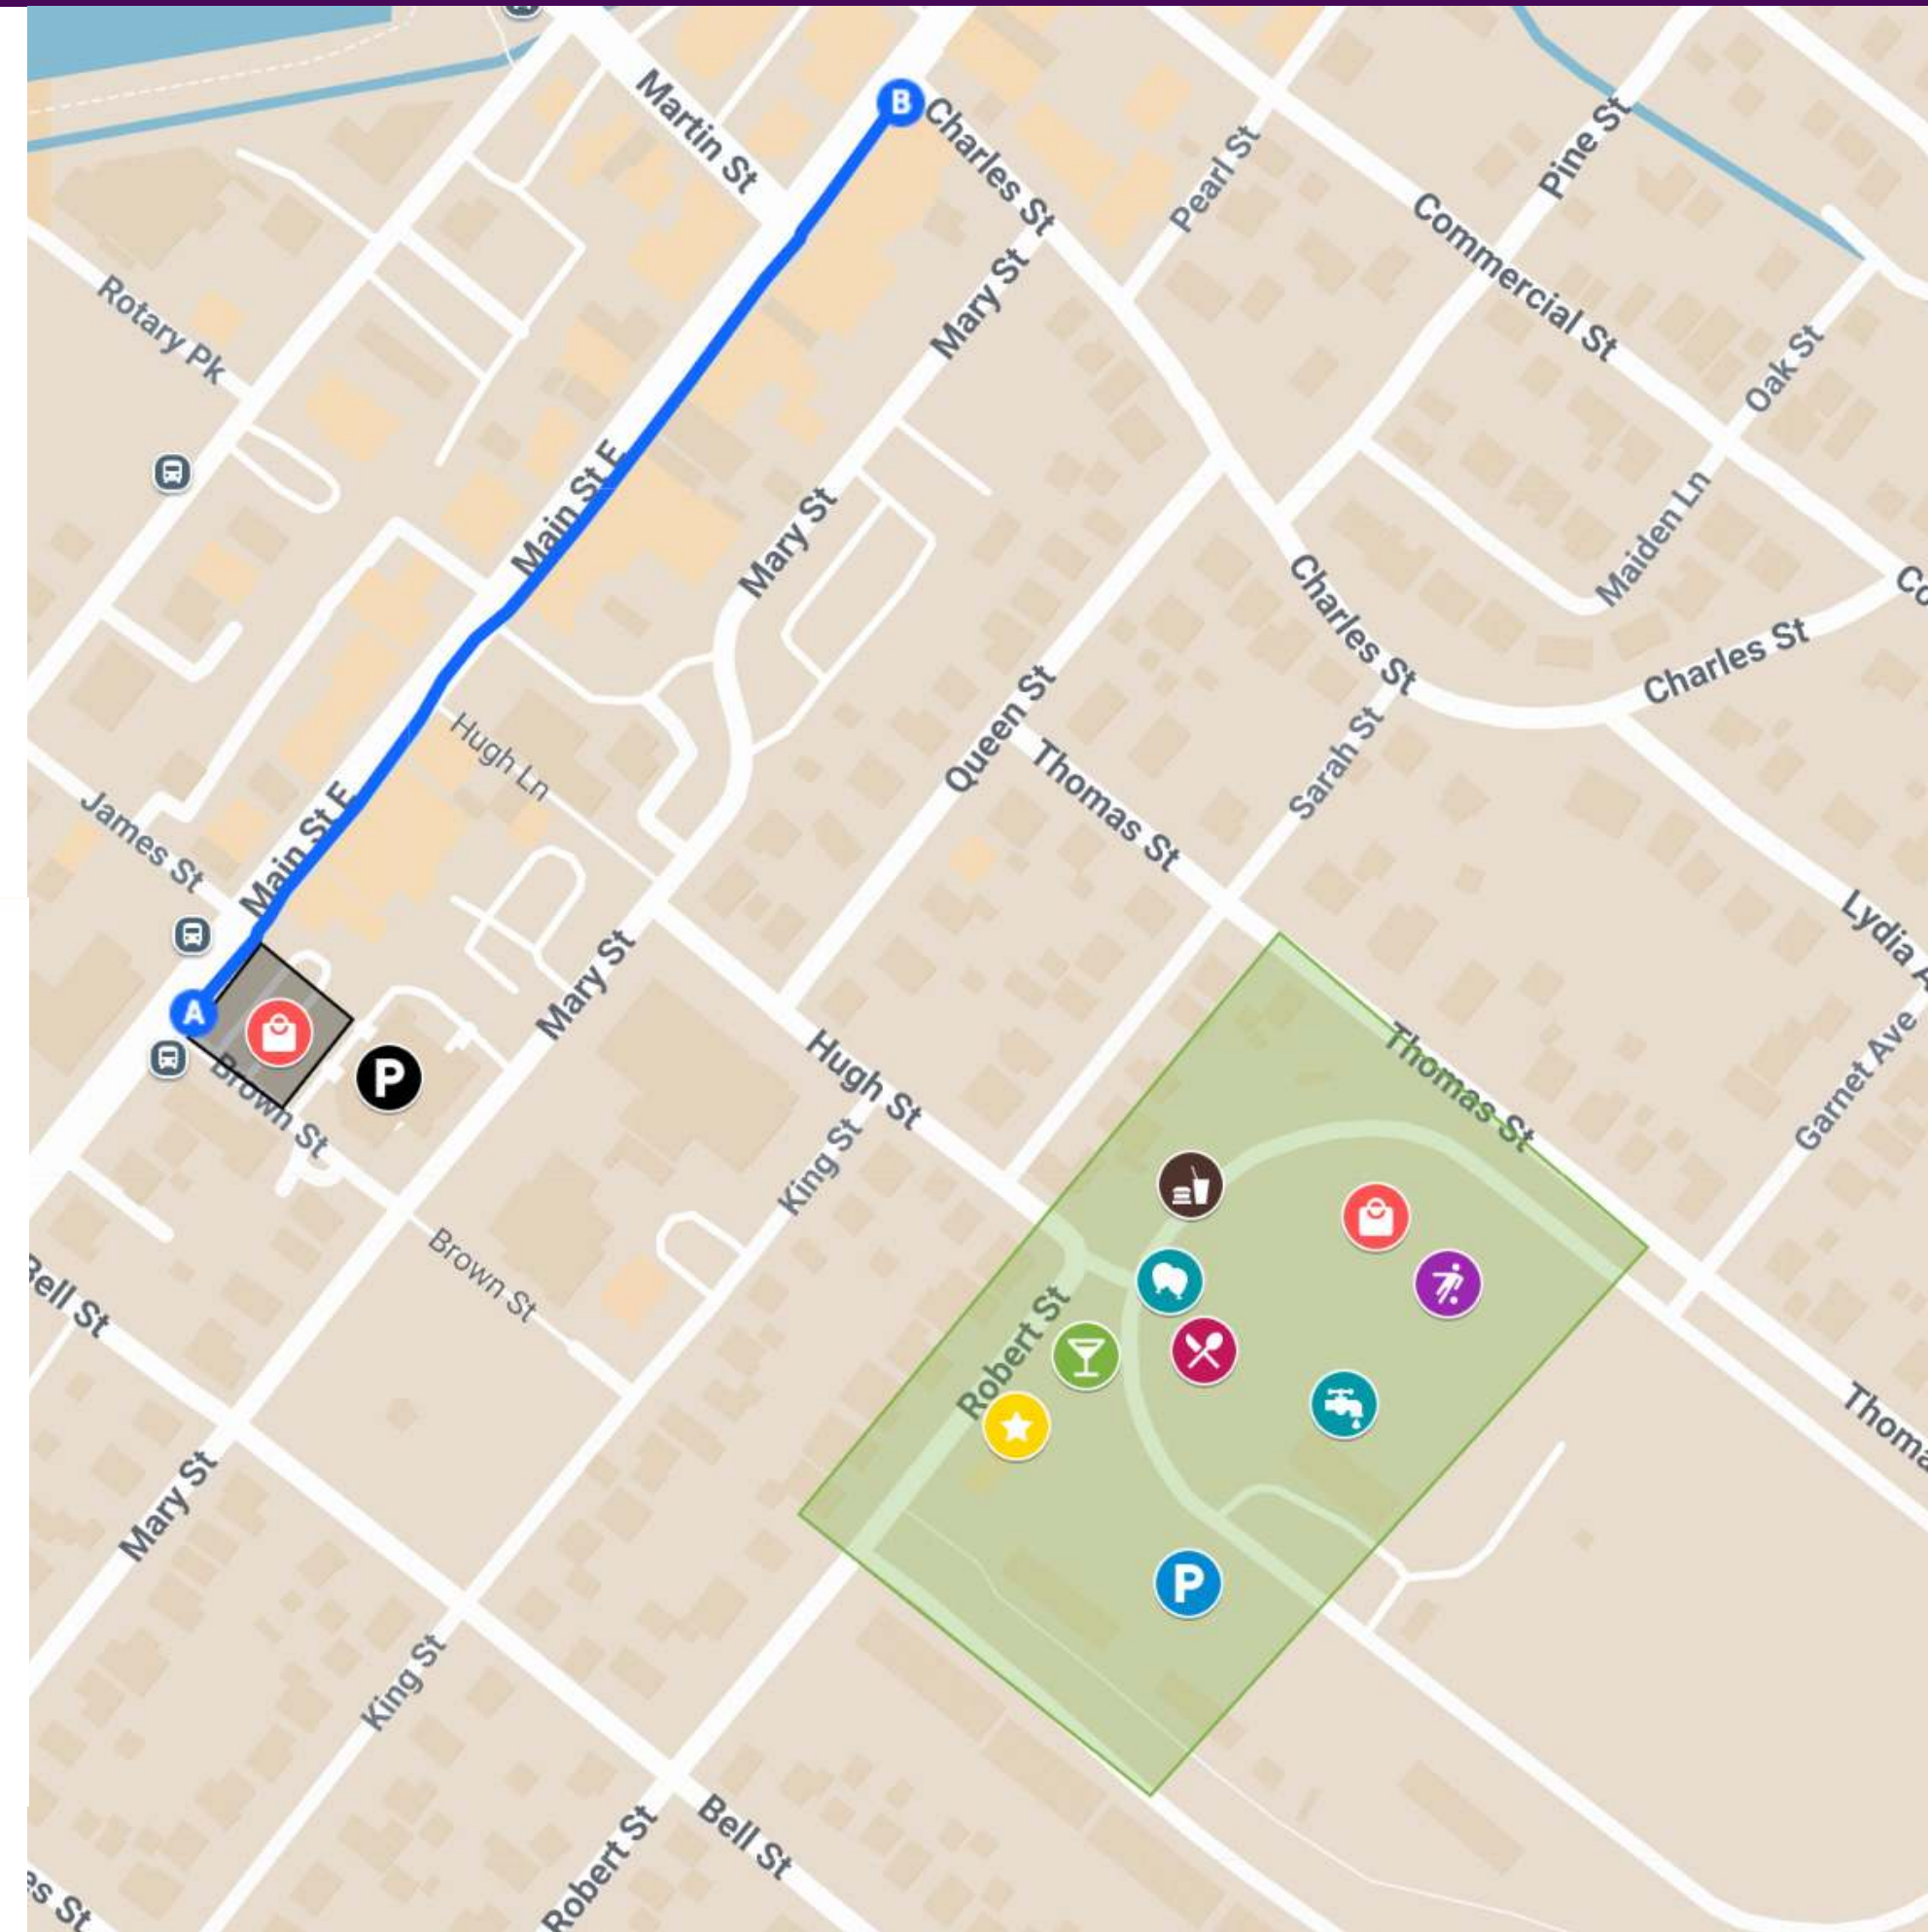 B
Martin St
Charles St
Pearl St
Pine St
Commercial St
Mary St
Rotary Pk
Oak St
Main St E
Mary St
Maiden Ln
Charles St
Charles St
Queen St
Hugh Ln
Thomas St
Sarah St
James St
Main St E
Lydia A
Mary St
A
Brown St
P
Hugh St
Thomas St
Garnet Ave
King St
Brown St
Bell St
Robert St
Thoma
Mary St
P
King St
Bell St
Robert St
es St